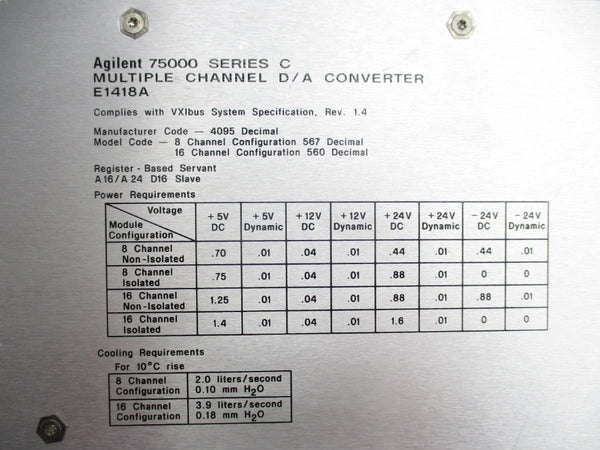 Agilent 75000 SERIES C
MULTIPLE CHANNEL D/A CONVERTER
E1418A
Complies with VXIbus System Specification, Rev. 1.4
Manufacturer Code — 4095 Decimal
Model Code — 8 Channel Configuration 567 Decimal
16 Channel Configuration 560 Decimal
Register - Based Servant
A16/A24 D16 Slave
Power Requirements
Voltage Module Configuration +5V DC +5V Dynamic +12V DC +12V Dynamic +24V DC +24V Dynamic -24V DC -24V Dynamic
8 Channel Non-Isolated .70 .01 .04 .01 .44 .01 .44 .01
8 Channel Isolated .75 .01 .04 .01 .88 .01 0 0
16 Channel Non-Isolated 1.25 .01 .04 .01 .88 .01 .88 .01
16 Channel Isolated 1.4 .01 .04 .01 1.6 .01 0 0
Cooling Requirements
For 10°C rise
8 Channel Configuration 2.0 liters/second 0.10 mm H₂O
16 Channel Configuration 3.9 liters/second 0.18 mm H₂O